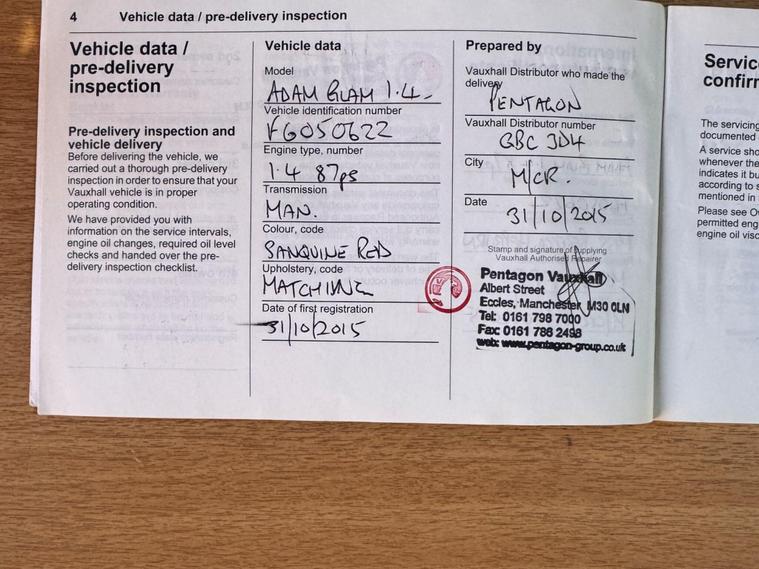 4 Vehicle data / pre-delivery inspection
Vehicle data /
pre-delivery
inspection
Pre-delivery inspection and
vehicle delivery
Before delivering the vehicle, we
carried out a thorough pre-delivery
inspection in order to ensure that your
Vauxhall vehicle is in proper
operating condition.
We have provided you with
information on the service intervals,
engine oil changes, required oil level
checks and handed over the pre-
delivery inspection checklist.
Vehicle data
Model
ADAM GLAM 1.4
Vehicle identification number
FG050622
Engine type, number
1.4 87ps
Transmission
MAN.
Colour, code
SANQUINE RED
Upholstery, code
MATCHING
Date of first registration
31/10/2015
Prepared by
Vauxhall Distributor who made the
delivery
PENTAGON
Vauxhall Distributor number
GBC 3D4
City
M/CR.
Date
31/10/2015
Stamp and signature of supplying
Vauxhall Authorised Repairer
Pentagon Vauxhall
Albert Street
Eccles, Manchester M30 0LN
Tel: 0161 798 7000
Fax: 0161 788 2498
web: www.pentagon-group.co.uk
Servic
confirm
The servicing
documented
A service sho
whenever the
indicates it bu
according to s
mentioned in
Please see Ow
permitted eng
engine oil visc